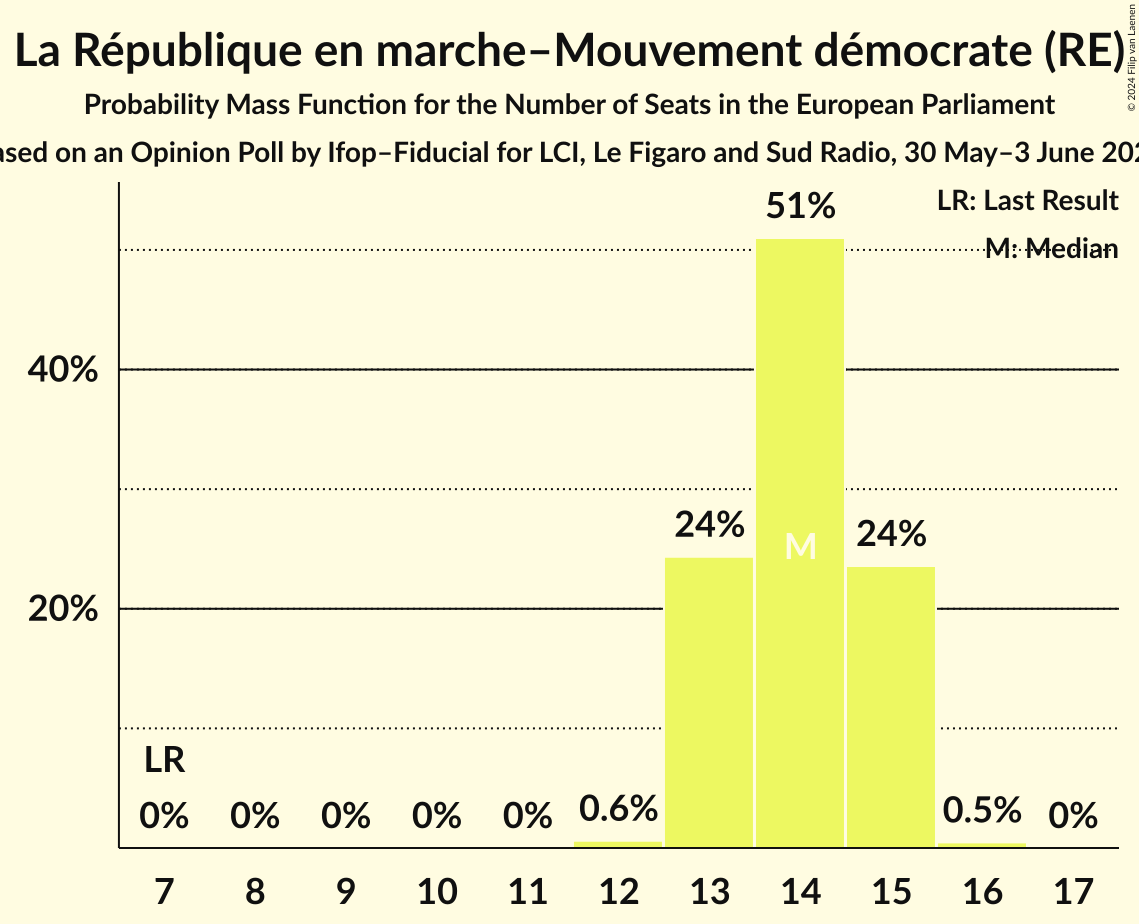 La République en marche–Mouvement démocrate (RE)
© 2024 Filip van Laenen
Probability Mass Function for the Number of Seats in the European Parliament
on an Opinion Poll by Ifop–Fiducial for LCI, Le Figaro and Sud Radio, 30 May–3 June
LR: Last Result
M: Median
51%
40%
24%
M
24%
20%
LR
0% 0% 0% 0% 0% 0.6% 0.5% 0%
7 8 9 10 11 12 13 14 15 16 17